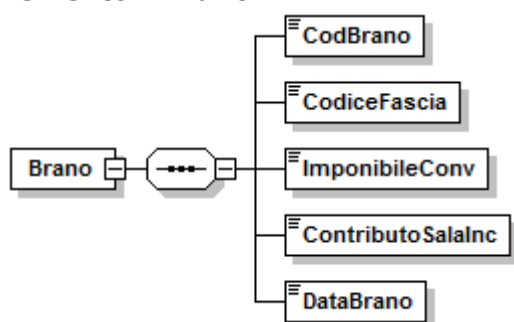 CodBrano
CodiceFascia
Brano
ImponibileConv
ContributoSalaInc
DataBrano